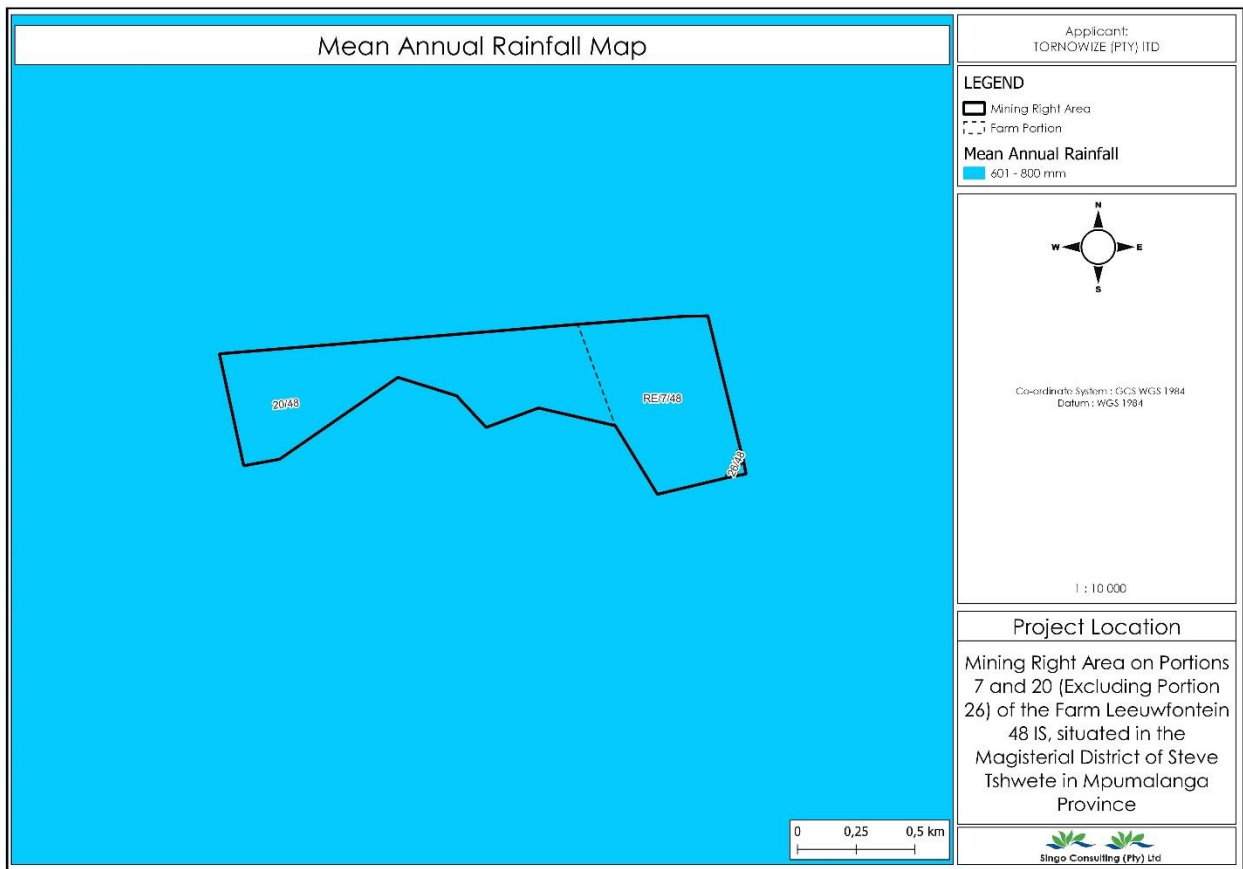 Mean Annual Rainfall Map
20/48
RE/7/48
26/48
0 0,25 0,5 km
Applicant:
TORNOWIZE (PTY) lTD
LEGEND
Mining Right Area
Farm Portion
Mean Annual Rainfall
601 - 800 mm
N
W E
S
Co-ordinate System : GCS WGS 1984
Datum : WGS 1984
1 : 10 000
Project Location
Mining Right Area on Portions
7 and 20 (Excluding Portion
26) of the Farm Leeuwfontein
48 IS, situated in the
Magisterial District of Steve
Tshwete in Mpumalanga
Province
Singo Consulting (Pty) Ltd